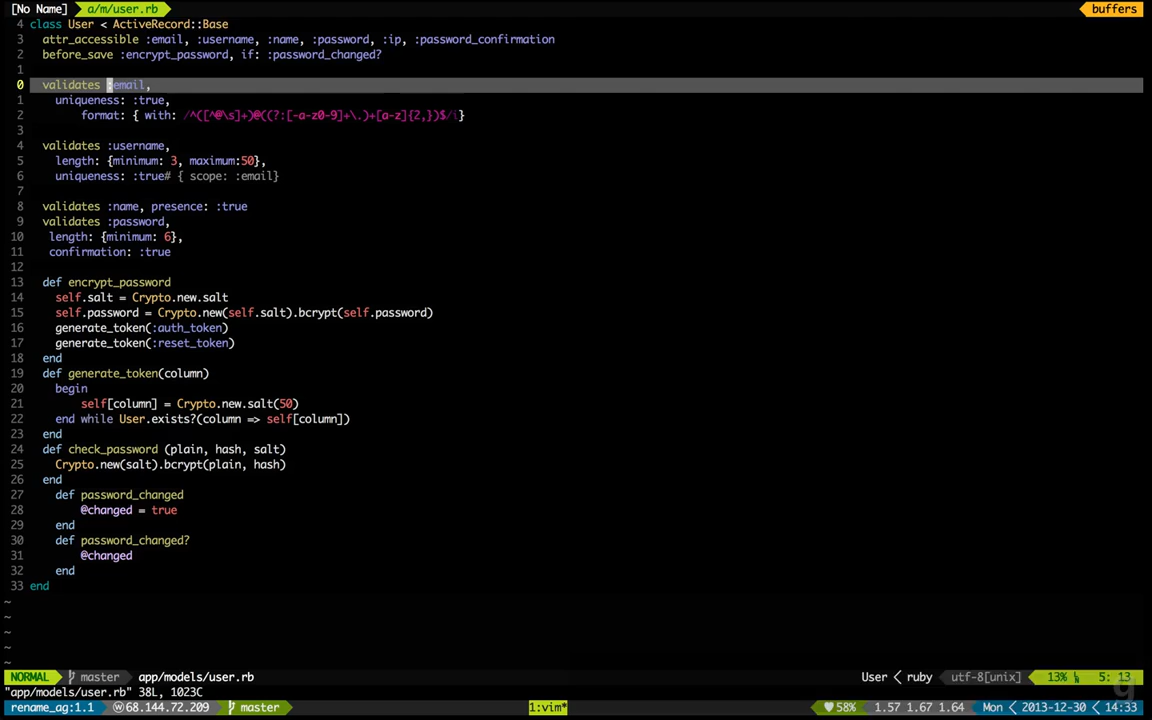 [No Name] a/m/user.rb buffers
4 class User < ActiveRecord::Base
3 attr_accessible :email, :username, :name, :password, :ip, :password_confirmation
2 before_save :encrypt_password, if: :password_changed?
1
0 validates :email,
1 uniqueness: :true,
2 format: { with: /^([^@\s]+)@((?:[-a-z0-9]+\.)+[a-z]{2,})$/i}
3
4 validates :username,
5 length: {minimum: 3, maximum:50},
6 uniqueness: :true# { scope: :email}
7
8 validates :name, presence: :true
9 validates :password,
10 length: {minimum: 6},
11 confirmation: :true
12
13 def encrypt_password
14 self.salt = Crypto.new.salt
15 self.password = Crypto.new(self.salt).bcrypt(self.password)
16 generate_token(:auth_token)
17 generate_token(:reset_token)
18 end
19 def generate_token(column)
20 begin
21 self[column] = Crypto.new.salt(50)
22 end while User.exists?(column => self[column])
23 end
24 def check_password (plain, hash, salt)
25 Crypto.new(salt).bcrypt(plain, hash)
26 end
27 def password_changed
28 @changed = true
29 end
30 def password_changed?
31 @changed
32 end
33 end
~
~
~
~
~
NORMAL master app/models/user.rb User < ruby utf-8[unix] 13% 5: 13
"app/models/user.rb" 38L, 1023C
rename_ag:1.1 ⓦ68.144.72.209 master 1:vim* ♥58% 1.57 1.67 1.64 Mon < 2013-12-30 < 14:33